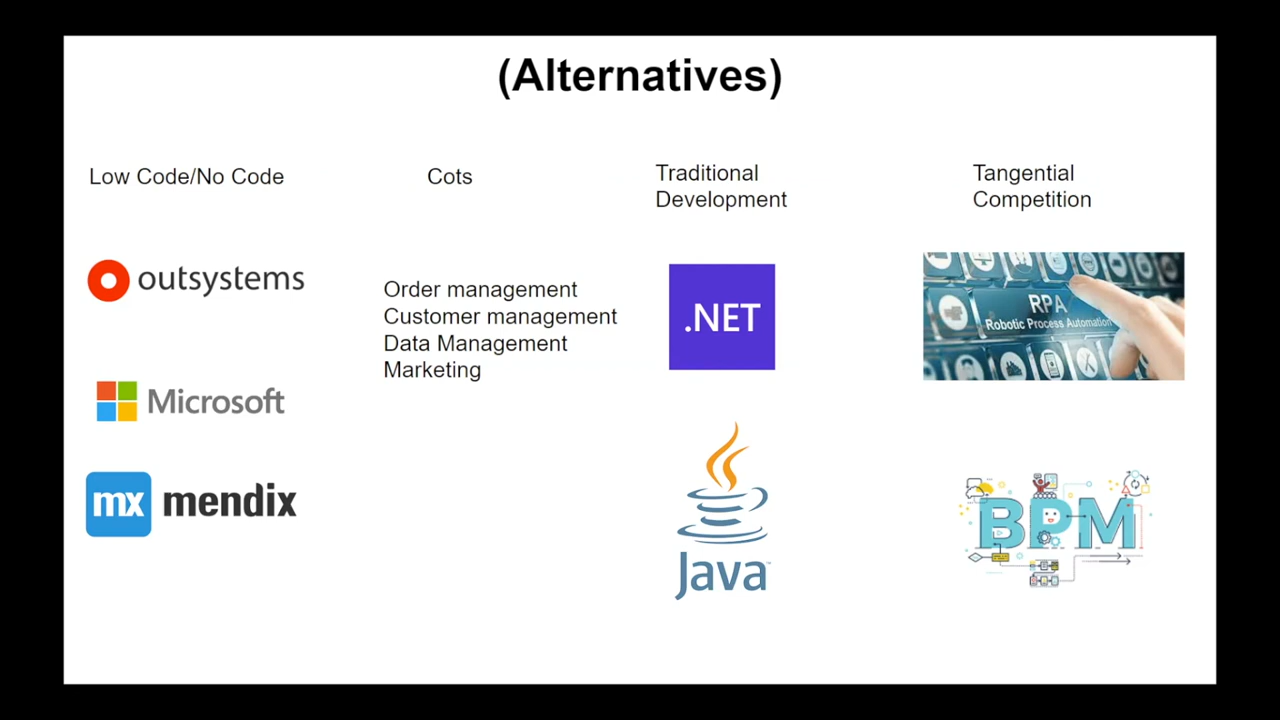 (Alternatives)
Low Code/No Code
outsystems
Microsoft
mx mendix
Cots
Order management
Customer management
Data Management
Marketing
Traditional
Development
.NET
Java
Tangential
Competition
RPA
Robotic Process Automation
BPM